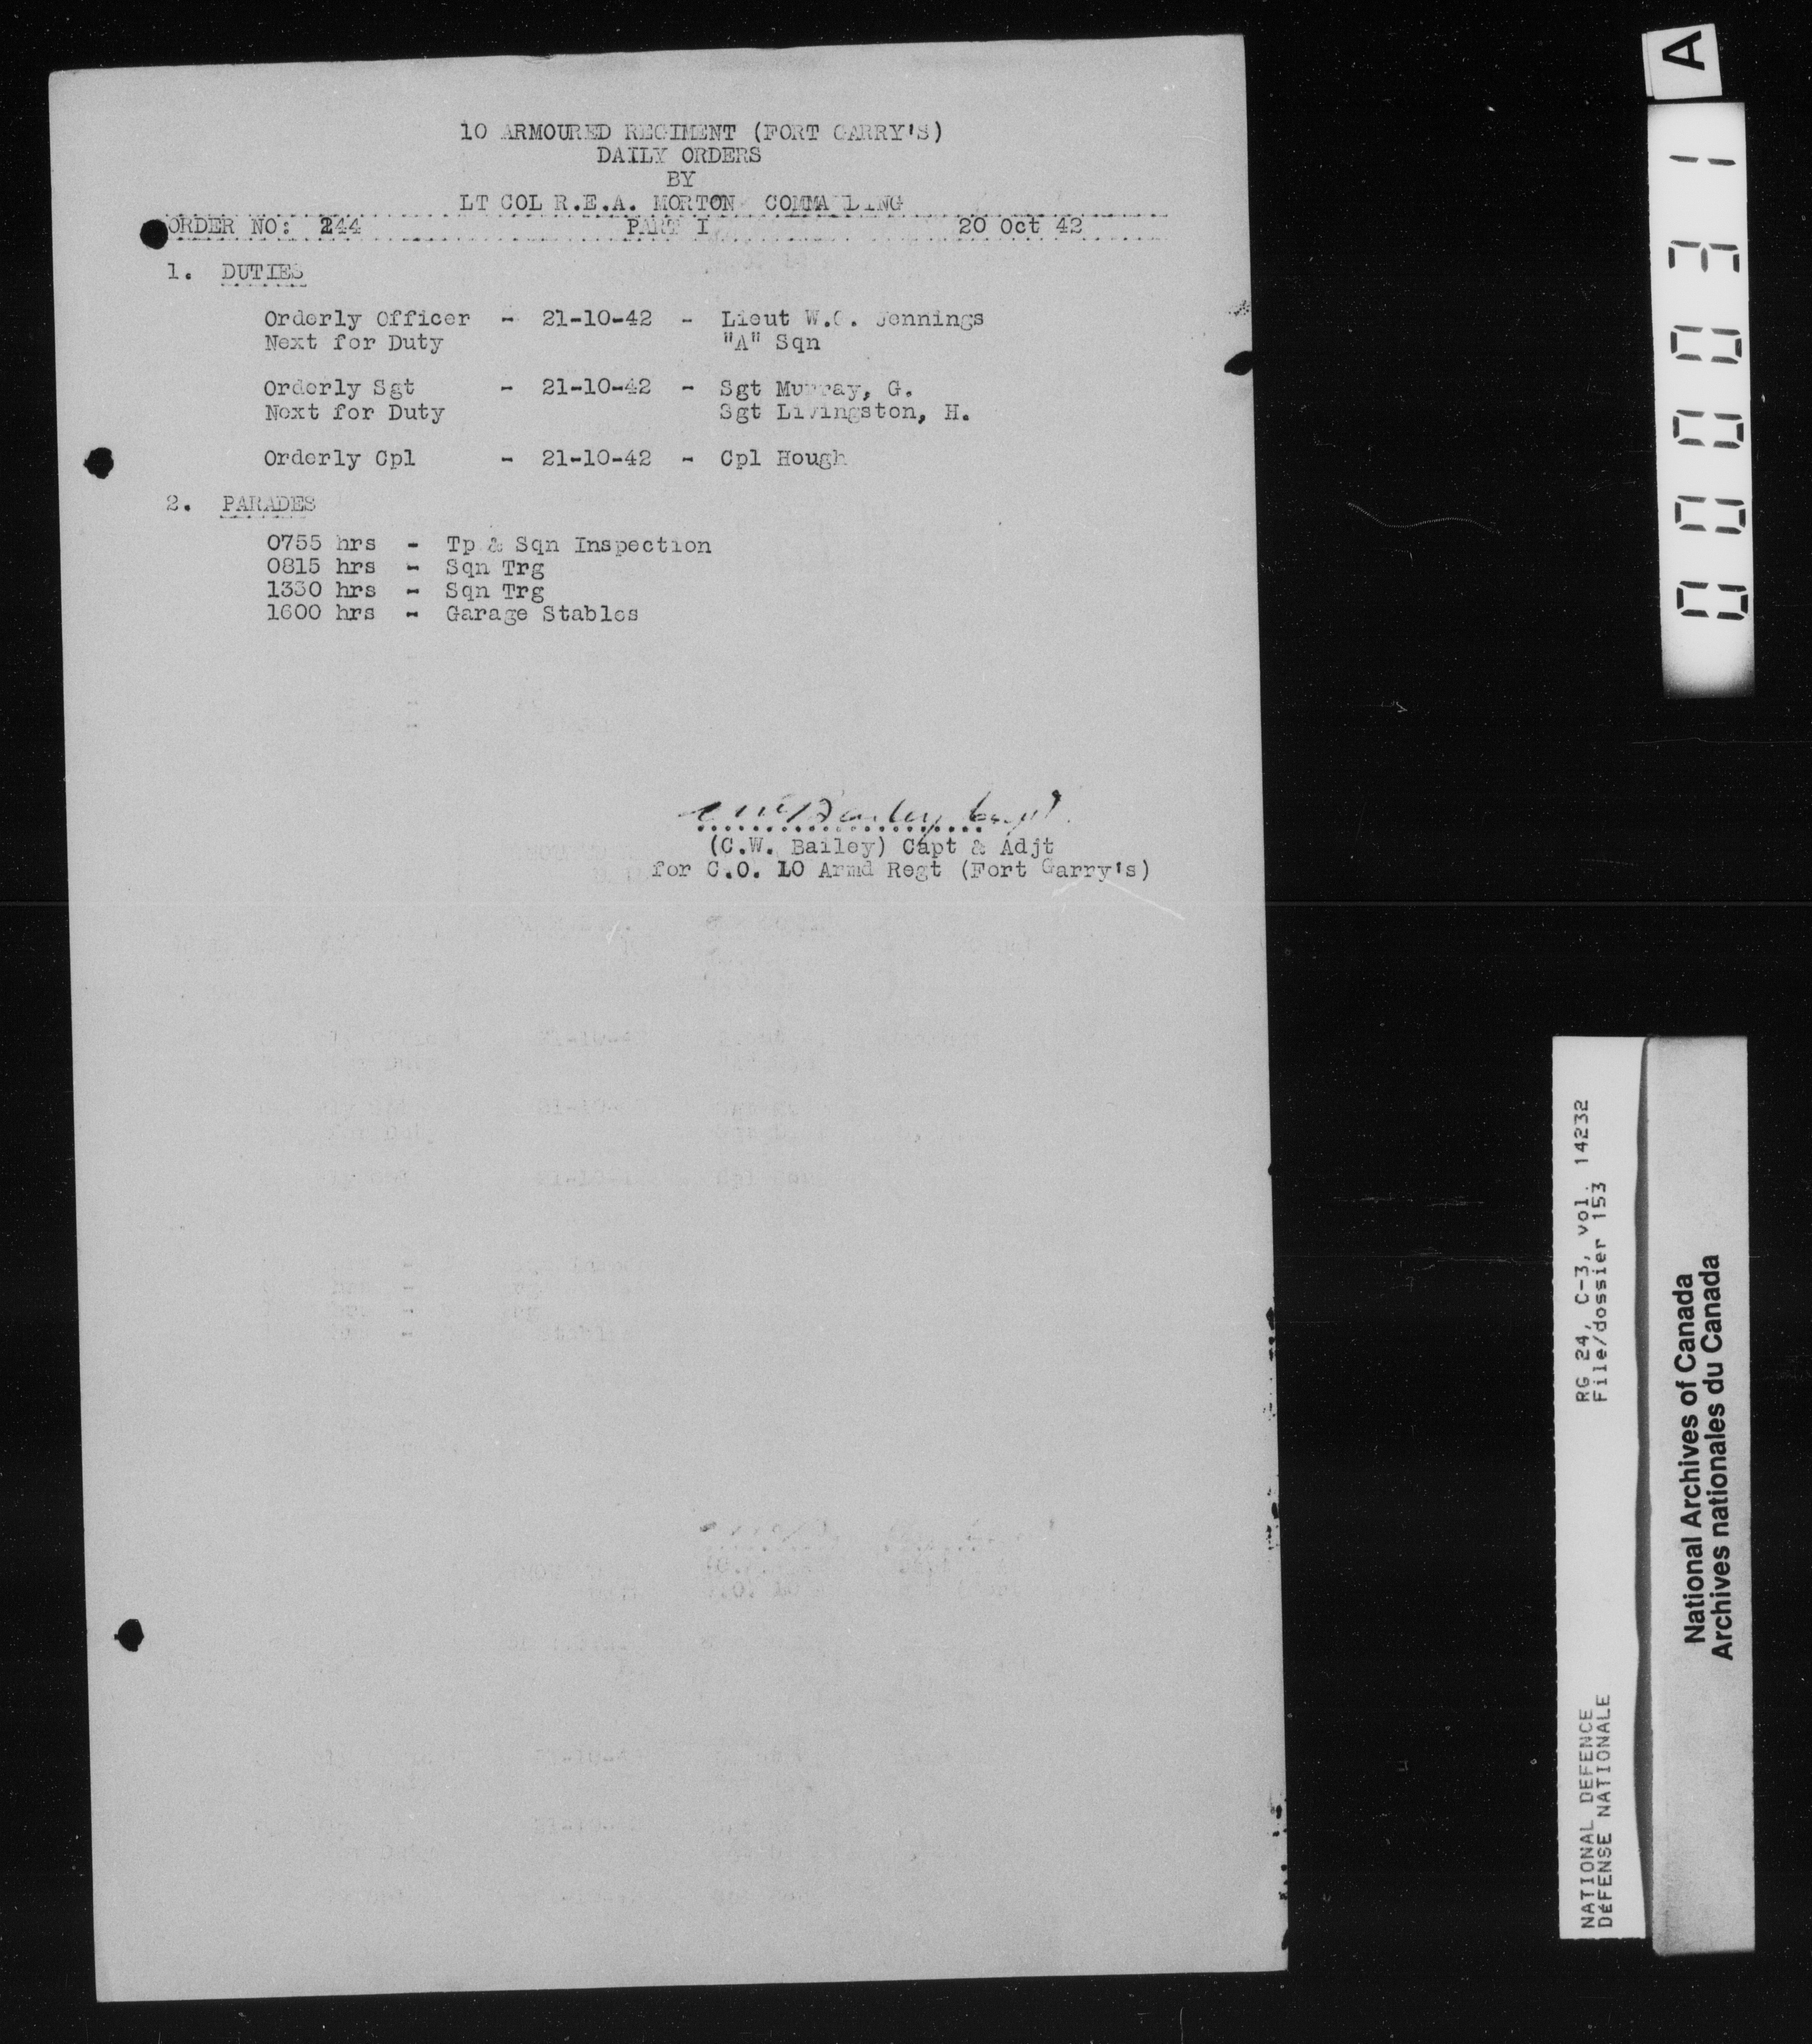 10 ARMOURED REGIMENT (FORT GARRY'S)
DAILY ORDERS
BY
LT COL R.E.A. MORTON COMMANDING
ORDER NO: 244 PART I 20 Oct 42
1. DUTIES
Orderly Officer - 21-10-42 - Lieut W.C. Jennings
Next for Duty "A" Sqn
Orderly Sgt - 21-10-42 - Sgt Murray, G.
Next for Duty Sgt Livingston, H.
Orderly Cpl - 21-10-42 - Cpl Hough
2. PARADES
0755 hrs - Tp & Sqn Inspection
0815 hrs - Sqn Trg
1330 hrs - Sqn Trg
1600 hrs - Garage Stables
C W Bailey Capt.
(C.W. Bailey) Capt & Adjt
for C.O. 10 Armd Regt (Fort Garry's)
A
000031
RG 24, C-3, vol. 14232
File/dossier 153
NATIONAL DEFENCE
DéFENSE NATIONALE
National Archives of Canada
Archives nationales du Canada